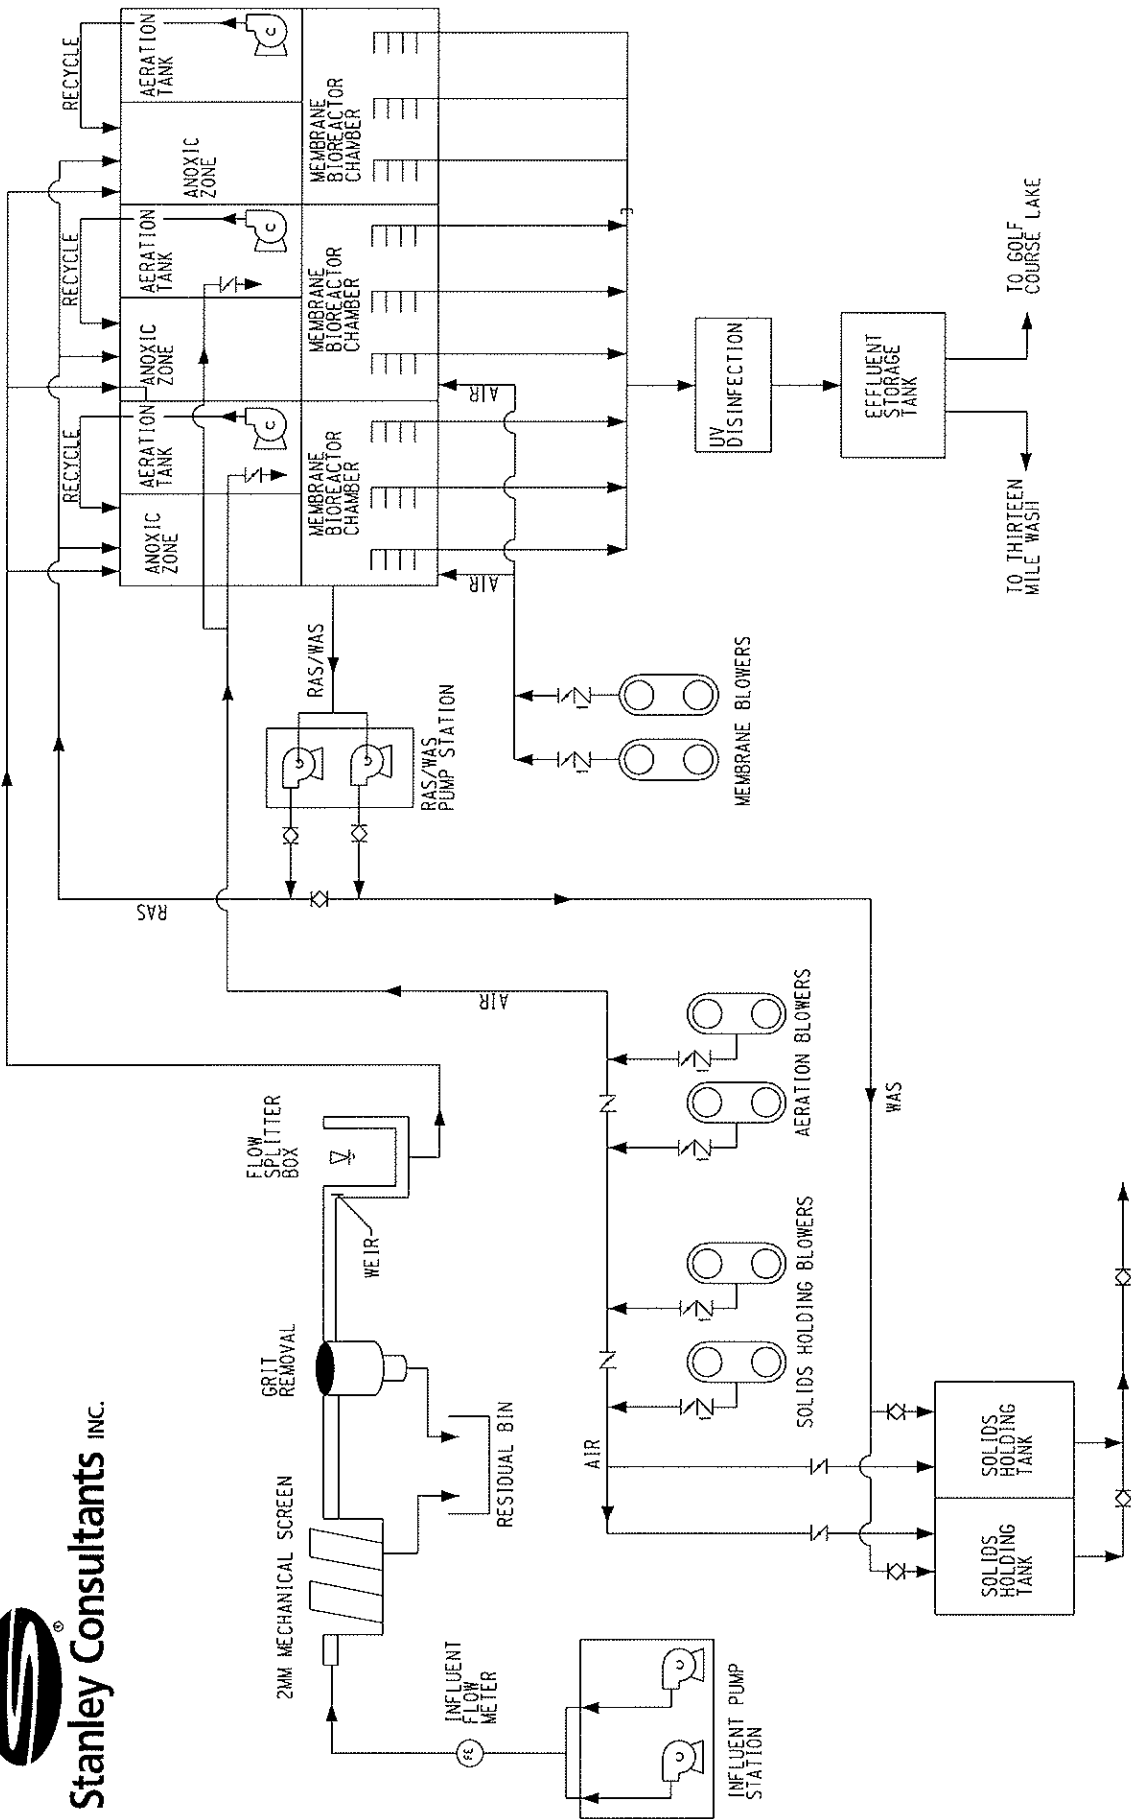 Stanley Consultants INC.
®
2MM MECHANICAL SCREEN
GRIT
REMOVAL
FLOW
SPLITTER
BOX
WEIR
RESIDUAL BIN
INFLUENT
FLOW
METER
FE
INFLUENT PUMP
STATION
AIR
SOLIDS HOLDING BLOWERS
AERATION BLOWERS
AIR
WAS
SOLIDS
HOLDING
TANK
SOLIDS
HOLDING
TANK
RAS
RAS/WAS
PUMP STATION
RAS/WAS
MEMBRANE BLOWERS
AIR
AIR
RECYCLE
RECYCLE
RECYCLE
ANOXIC
ZONE
AERATION
TANK
C
ANOXIC
ZONE
AERATION
TANK
C
ANOXIC
ZONE
AERATION
TANK
C
MEMBRANE
BIOREACTOR
CHAMBER
MEMBRANE
BIOREACTOR
CHAMBER
MEMBRANE
BIOREACTOR
CHAMBER
UV
DISINFECTION
EFFLUENT
STORAGE
TANK
TO THIRTEEN
MILE WASH
TO GOLF
COURSE LAKE